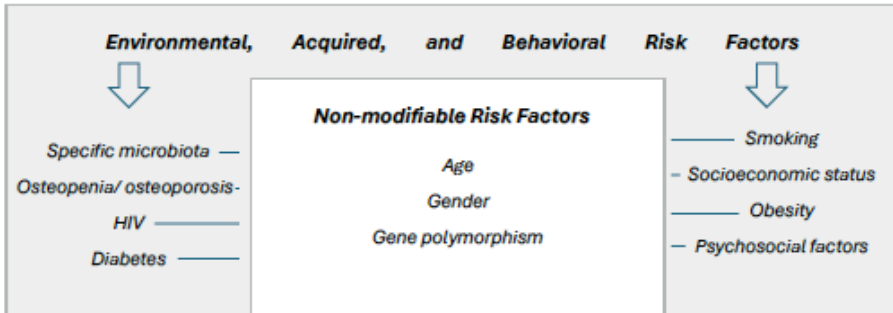 Environmental, Acquired, and Behavioral Risk Factors
Non-modifiable Risk Factors
Specific microbiota
Osteopenia/ osteoporosis
HIV
Diabetes
Age
Gender
Gene polymorphism
Smoking
Socioeconomic status
Obesity
Psychosocial factors